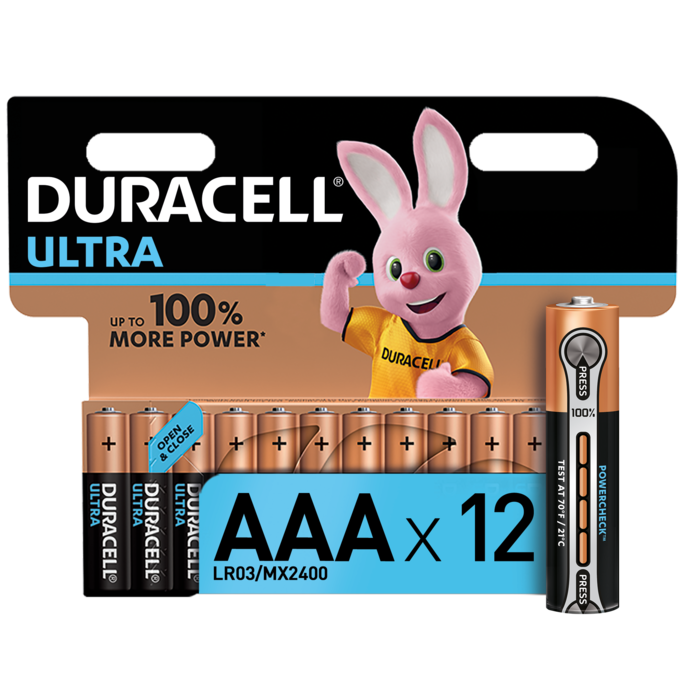 DURACELL®
ULTRA
UP TO 100%
MORE POWER*
DURACELL
OPEN
& CLOSE
+
+
+
+
+
+
+
+
+
+
DURACELL®
ULTRA
DURACELL®
ULTRA
DURACELL®
ULTRA
AAA x 12
LR03/MX2400
PRESS
100%
POWERCHECK™
TEST AT 70°F / 21°C
PRESS